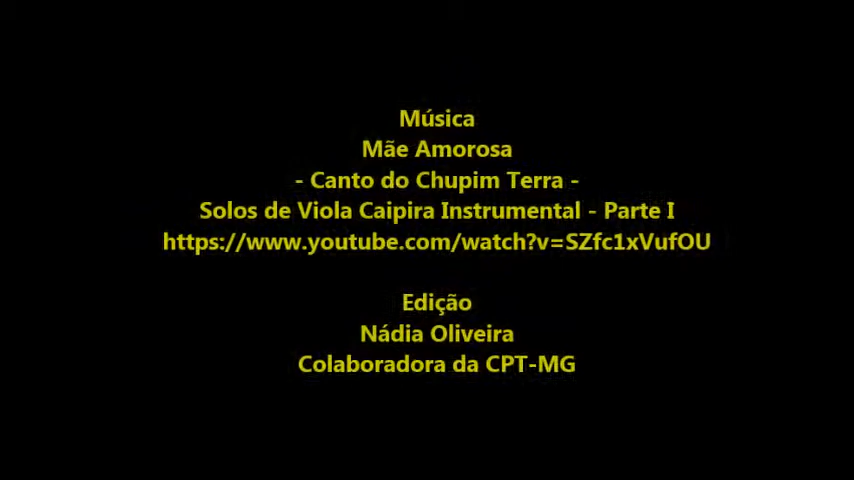 Música
Mãe Amorosa
- Canto do Chupim Terra -
Solos de Viola Caipira Instrumental - Parte I
https://www.youtube.com/watch?v=SZfc1xVufOU
Edição
Nádia Oliveira
Colaboradora da CPT-MG